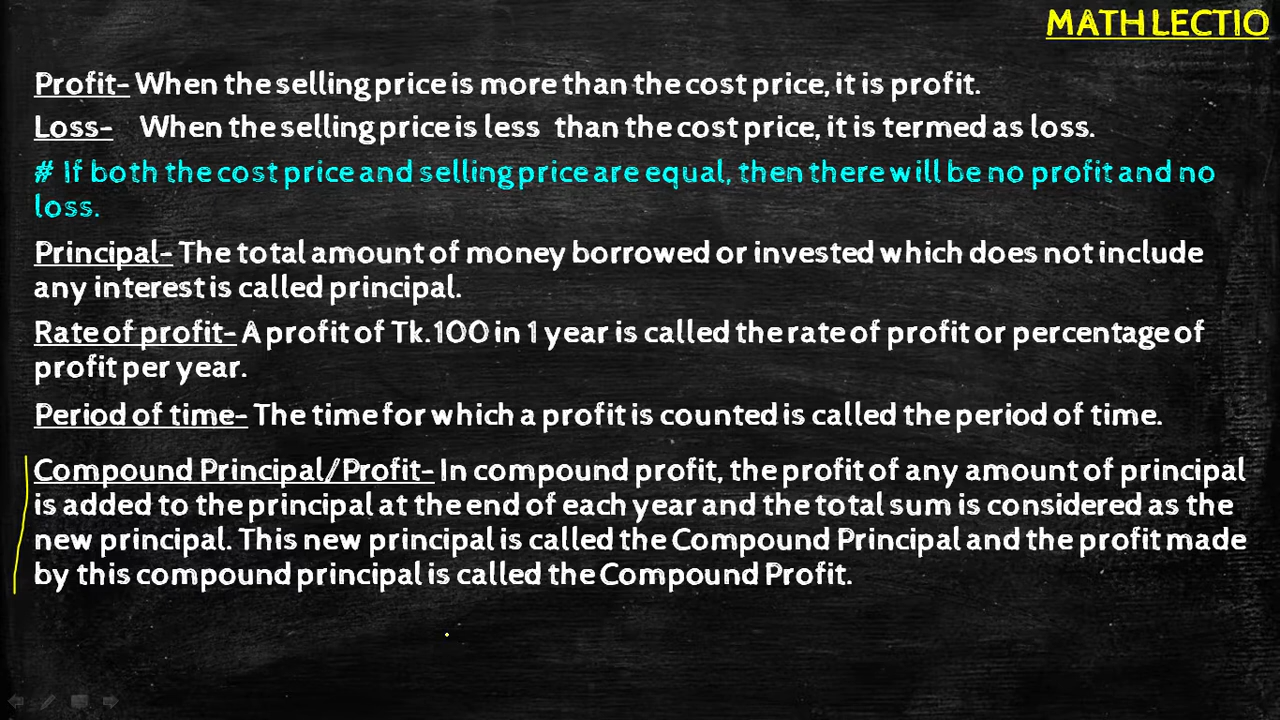 MATH LECTIO
Profit- When the selling price is more than the cost price, it is profit.
Loss- When the selling price is less than the cost price, it is termed as loss.
# If both the cost price and selling price are equal, then there will be no profit and no
loss.
Principal- The total amount of money borrowed or invested which does not include
any interest is called principal.
Rate of profit- A profit of Tk.100 in 1 year is called the rate of profit or percentage of
profit per year.
Period of time- The time for which a profit is counted is called the period of time.
Compound Principal/Profit- In compound profit, the profit of any amount of principal
is added to the principal at the end of each year and the total sum is considered as the
new principal. This new principal is called the Compound Principal and the profit made
by this compound principal is called the Compound Profit.